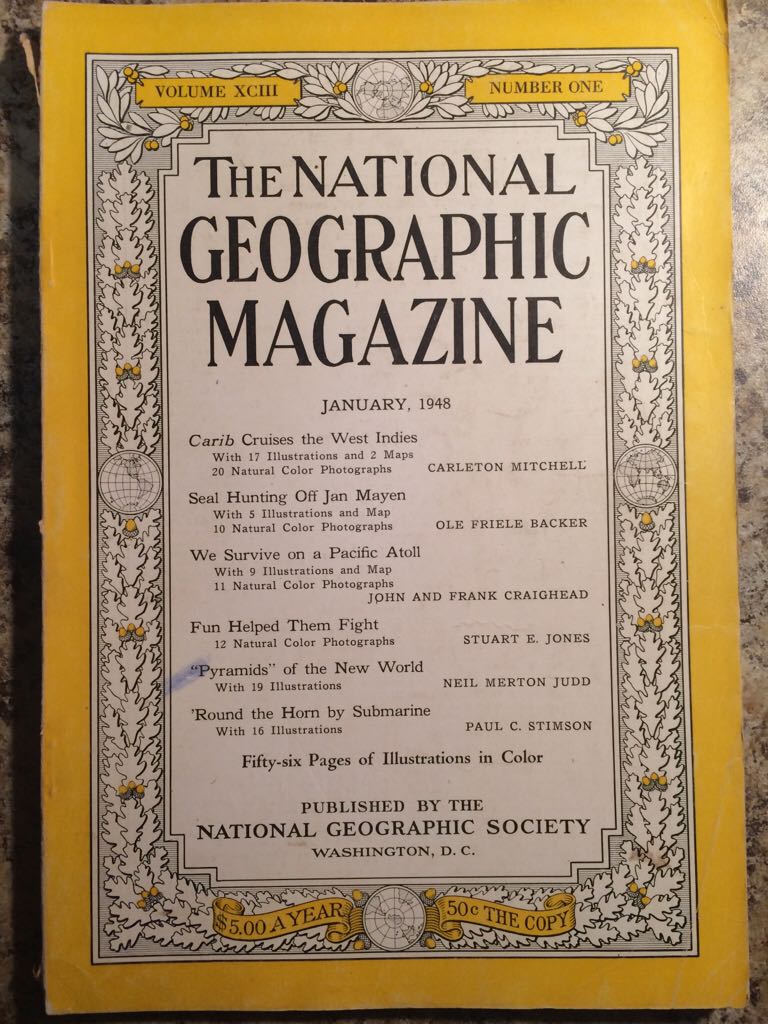 VOLUME XCIII
NUMBER ONE
THE NATIONAL
GEOGRAPHIC
MAGAZINE
JANUARY, 1948
Carib Cruises the West Indies
With 17 Illustrations and 2 Maps
20 Natural Color Photographs CARLETON MITCHELL
Seal Hunting Off Jan Mayen
With 5 Illustrations and Map
10 Natural Color Photographs OLE FRIELE BACKER
We Survive on a Pacific Atoll
With 9 Illustrations and Map
11 Natural Color Photographs
JOHN AND FRANK CRAIGHEAD
Fun Helped Them Fight
12 Natural Color Photographs STUART E. JONES
"Pyramids" of the New World
With 19 Illustrations NEIL MERTON JUDD
'Round the Horn by Submarine
With 16 Illustrations PAUL C. STIMSON
Fifty-six Pages of Illustrations in Color
PUBLISHED BY THE
NATIONAL GEOGRAPHIC SOCIETY
WASHINGTON, D. C.
$5.00 A YEAR
50c THE COPY